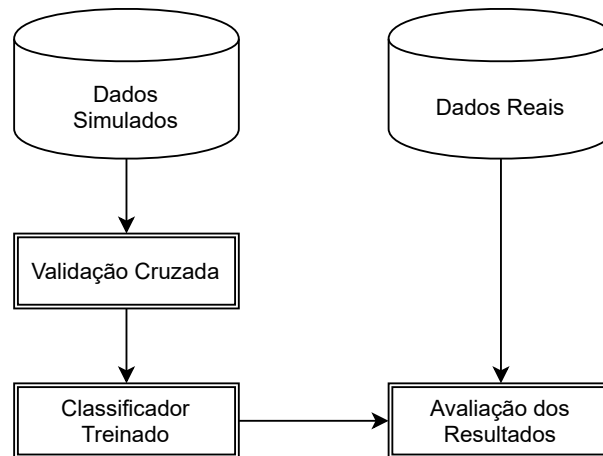 Dados
Simulados
Dados Reais
Validação Cruzada
Classificador
Treinado
Avaliação dos
Resultados